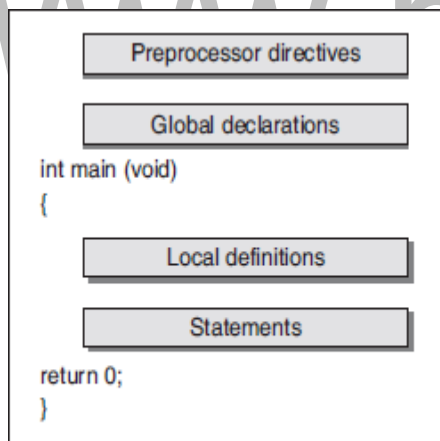 Preprocessor directives
Global declarations
int main (void)
{
Local definitions
Statements
return 0;
}